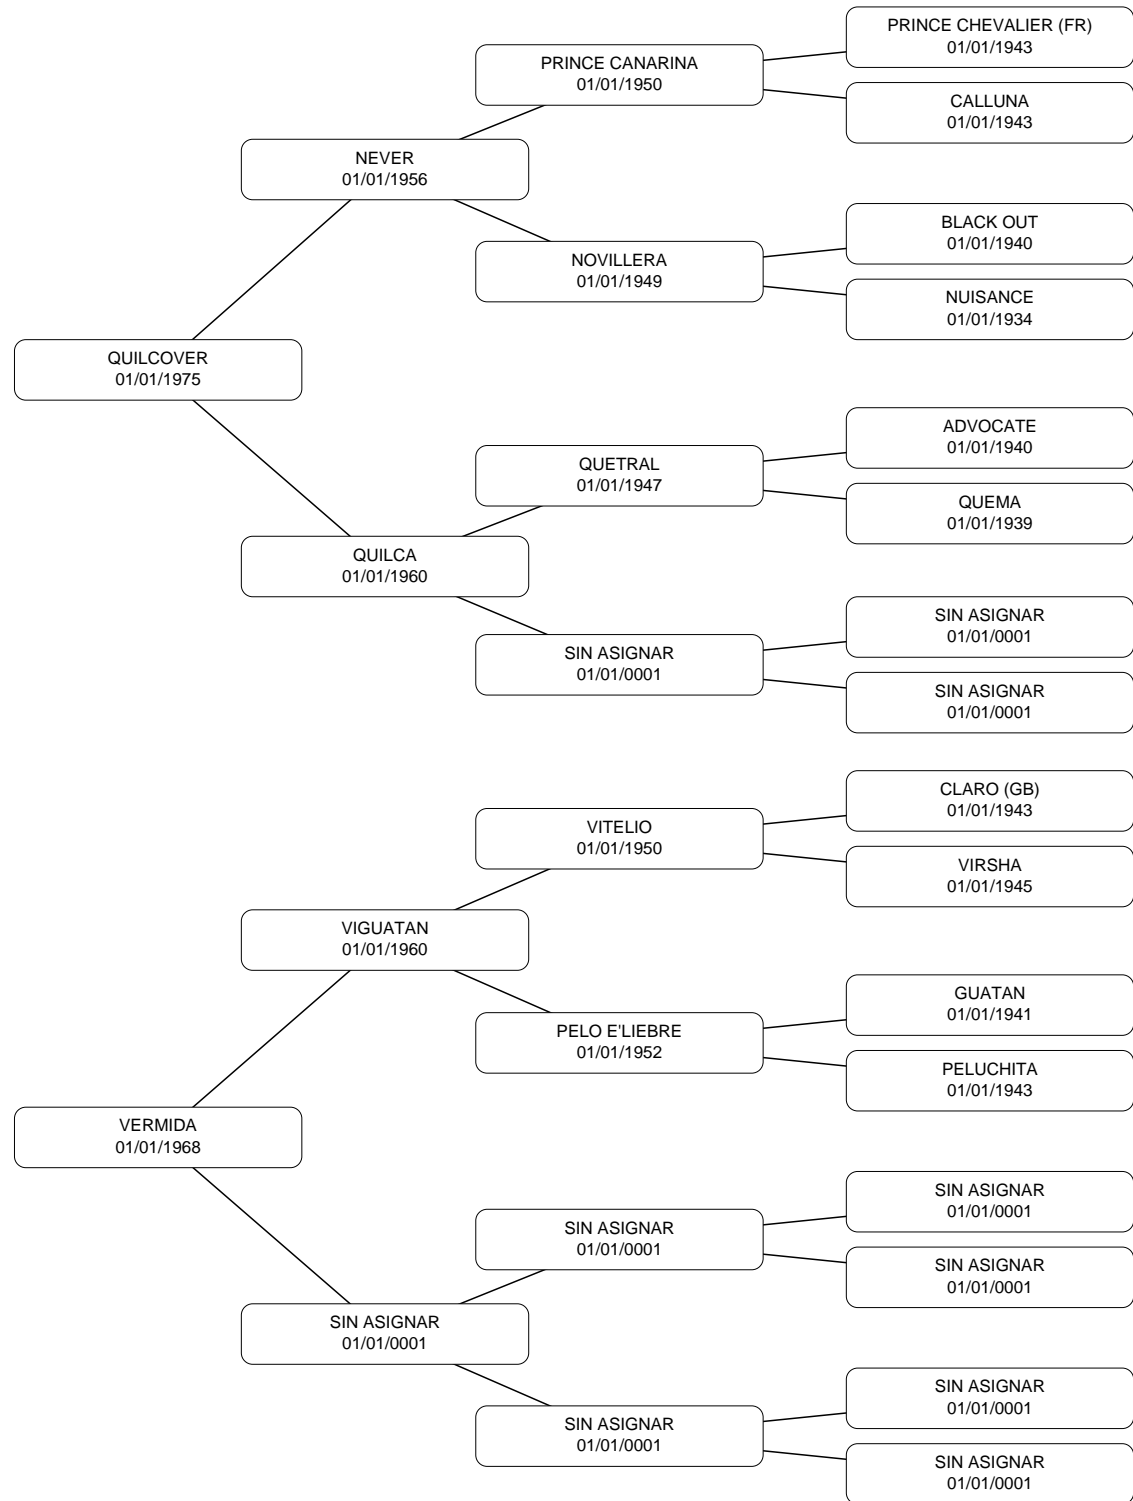 PRINCE CHEVALIER (FR)
01/01/1943
PRINCE CANARINA
01/01/1950
CALLUNA
01/01/1943
NEVER
01/01/1956
BLACK OUT
01/01/1940
NOVILLERA
01/01/1949
NUISANCE
01/01/1934
QUILCOVER
01/01/1975
ADVOCATE
01/01/1940
QUETRAL
01/01/1947
QUEMA
01/01/1939
QUILCA
01/01/1960
SIN ASIGNAR
01/01/0001
SIN ASIGNAR
01/01/0001
SIN ASIGNAR
01/01/0001
CLARO (GB)
01/01/1943
VITELIO
01/01/1950
VIRSHA
01/01/1945
VIGUATAN
01/01/1960
GUATAN
01/01/1941
PELO E'LIEBRE
01/01/1952
PELUCHITA
01/01/1943
VERMIDA
01/01/1968
SIN ASIGNAR
01/01/0001
SIN ASIGNAR
01/01/0001
SIN ASIGNAR
01/01/0001
SIN ASIGNAR
01/01/0001
SIN ASIGNAR
01/01/0001
SIN ASIGNAR
01/01/0001
SIN ASIGNAR
01/01/0001